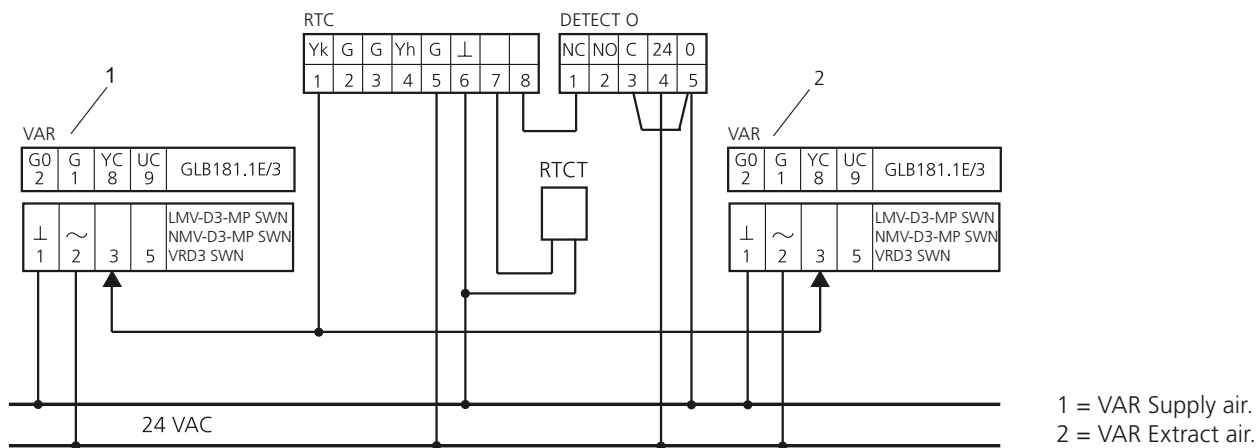 RTC
Yk G G Yh G ⊥
1 2 3 4 5 6 7 8
DETECT O
NC NO C 24 0
1 2 3 4 5
1
VAR
G0 G YC UC GLB181.1E/3
2 1 8 9
⊥ ~ LMV-D3-MP SWN
NMV-D3-MP SWN
1 2 3 5 VRD3 SWN
RTCT
2
VAR
G0 G YC UC GLB181.1E/3
2 1 8 9
⊥ ~ LMV-D3-MP SWN
NMV-D3-MP SWN
1 2 3 5 VRD3 SWN
24 VAC
1 = VAR Supply air.
2 = VAR Extract air.